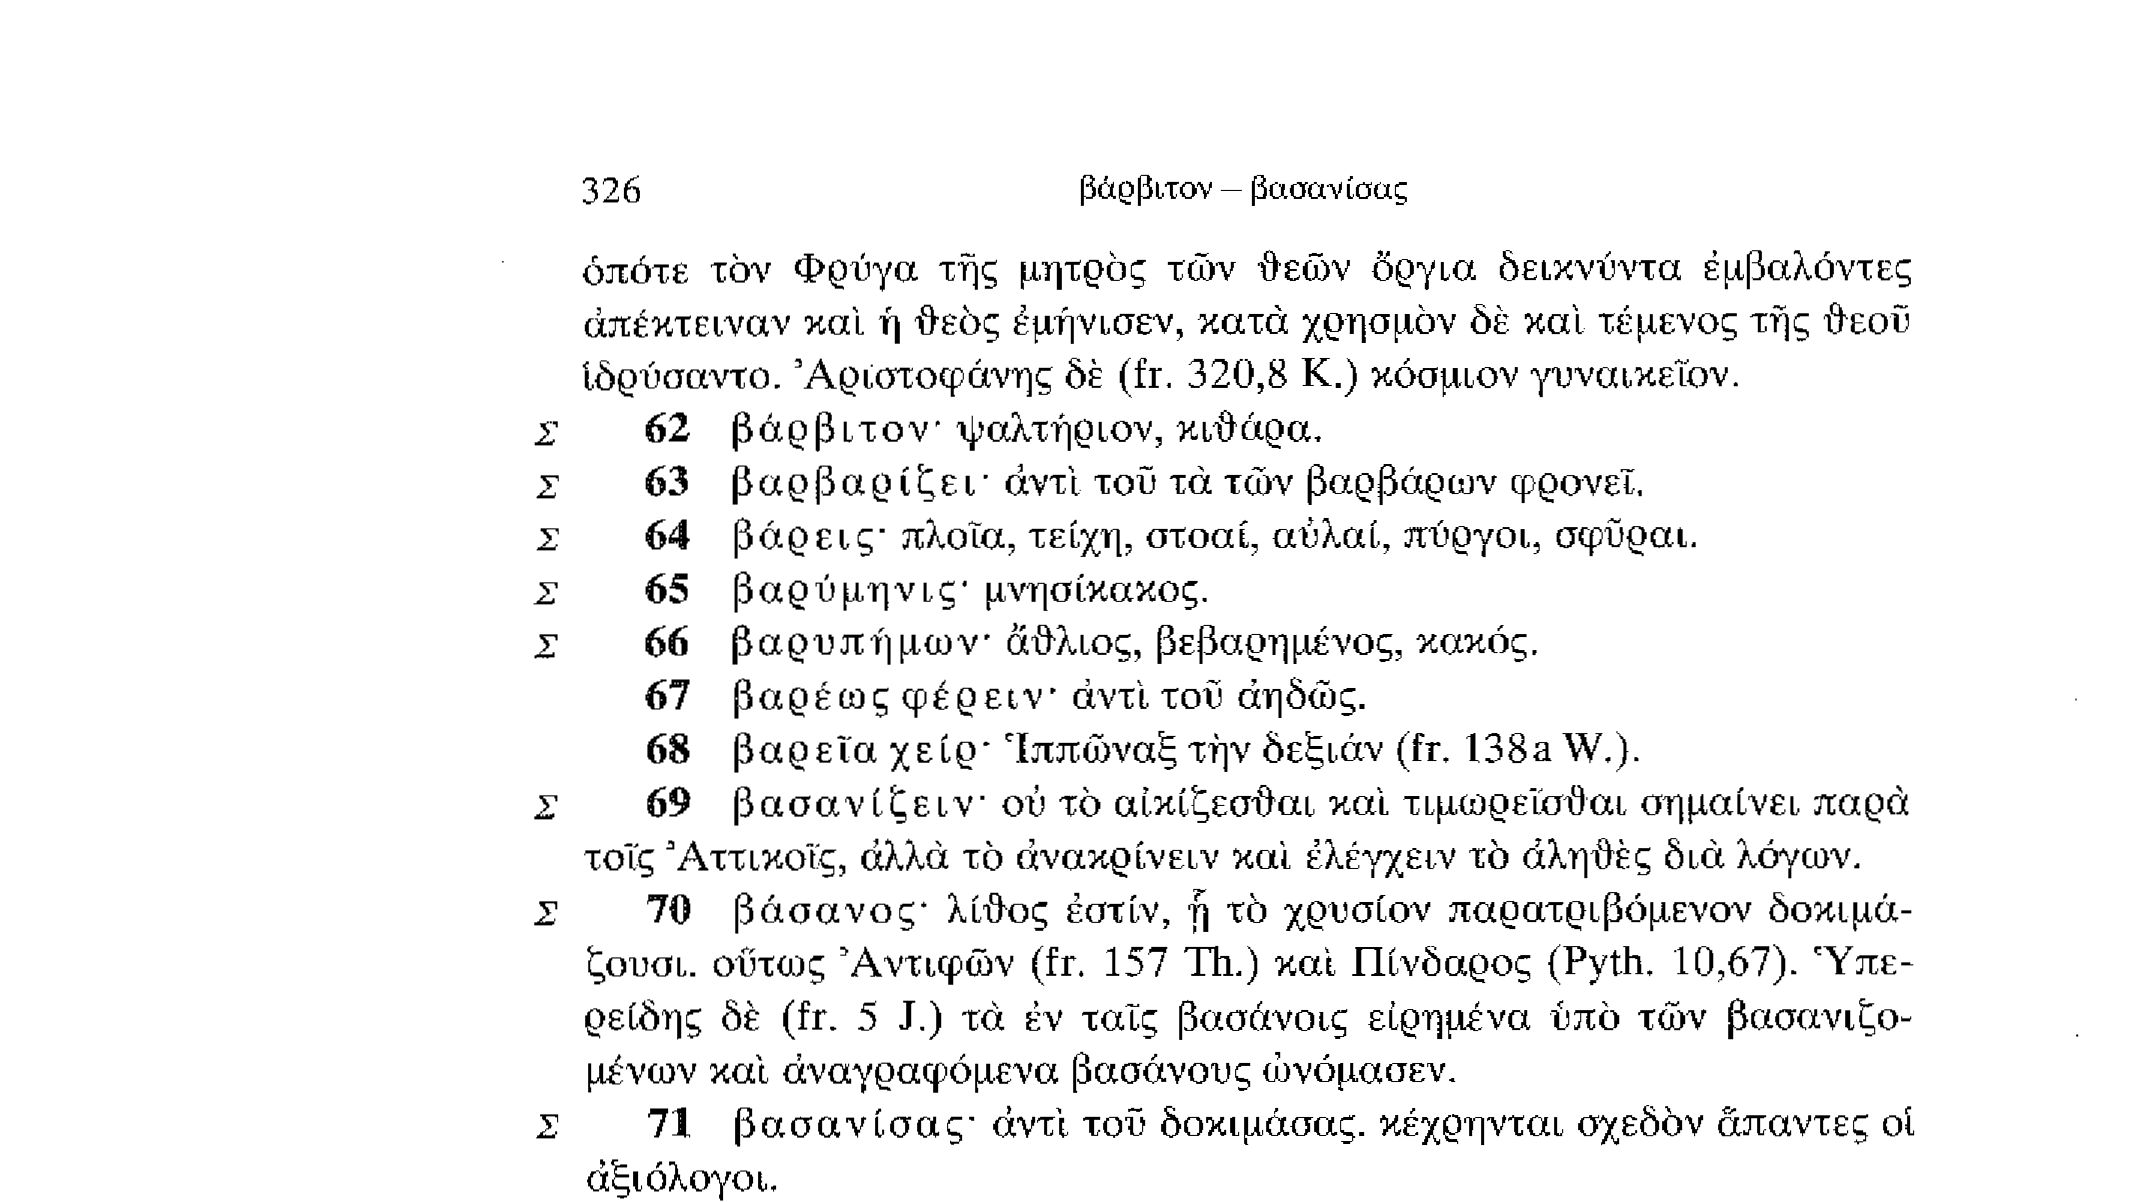 326 βάρβιτον – βασανίσας
ὁπότε τὸν Φρύγα τῆς μητρὸς τῶν θεῶν ὄργια δεικνύντα ἐμβαλόντες
ἀπέκτειναν καὶ ἡ θεὸς ἐμήνισεν, κατὰ χρησμὸν δὲ καὶ τέμενος τῆς θεοῦ
ἱδρύσαντο. Ἀριστοφάνης δὲ (fr. 320,8 K.) κόσμιον γυναικεῖον.
Σ 62 βάρβιτον· ψαλτήριον, κιθάρα.
Σ 63 βαρβαρίζει· ἀντὶ τοῦ τὰ τῶν βαρβάρων φρονεῖ.
Σ 64 βάρεις· πλοῖα, τείχη, στοαί, αὐλαί, πύργοι, σφῦραι.
Σ 65 βαρύμηνις· μνησίκακος.
Σ 66 βαρυπήμων· ἄθλιος, βεβαρημένος, κακός.
67 βαρέως φέρειν· ἀντὶ τοῦ ἀηδῶς.
68 βαρεῖα χείρ· Ἱππῶναξ τὴν δεξιάν (fr. 138a W.).
Σ 69 βασανίζειν· οὐ τὸ αἰκίζεσθαι καὶ τιμωρεῖσθαι σημαίνει παρὰ
τοῖς Ἀττικοῖς, ἀλλὰ τὸ ἀνακρίνειν καὶ ἐλέγχειν τὸ ἀληθὲς διὰ λόγων.
Σ 70 βάσανος· λίθος ἐστίν, ᾗ τὸ χρυσίον παρατριβόμενον δοκιμά-
ζουσι. οὕτως Ἀντιφῶν (fr. 157 Th.) καὶ Πίνδαρος (Pyth. 10,67). Ὑπε-
ρείδης δὲ (fr. 5 J.) τὰ ἐν ταῖς βασάνοις εἰρημένα ὑπὸ τῶν βασανιζο-
μένων καὶ ἀναγραφόμενα βασάνους ὠνόμασεν.
Σ 71 βασανίσας· ἀντὶ τοῦ δοκιμάσας. κέχρηνται σχεδὸν ἅπαντες οἱ
ἀξιόλογοι.